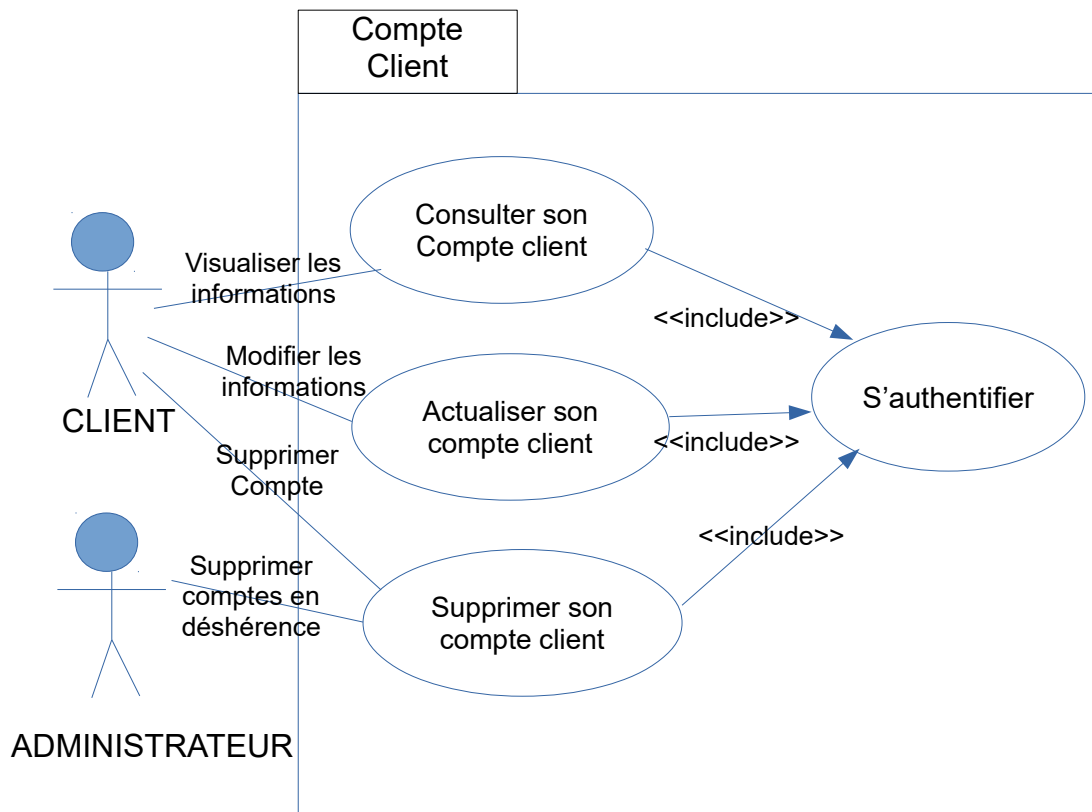 Compte
Client
Consulter son
Compte client
Visualiser les
informations
<<include>>
Modifier les
informations
S’authentifier
CLIENT
Actualiser son
compte client
<<include>>
Supprimer
Compte
<<include>>
Supprimer
comptes en
déshérence
Supprimer son
compte client
ADMINISTRATEUR